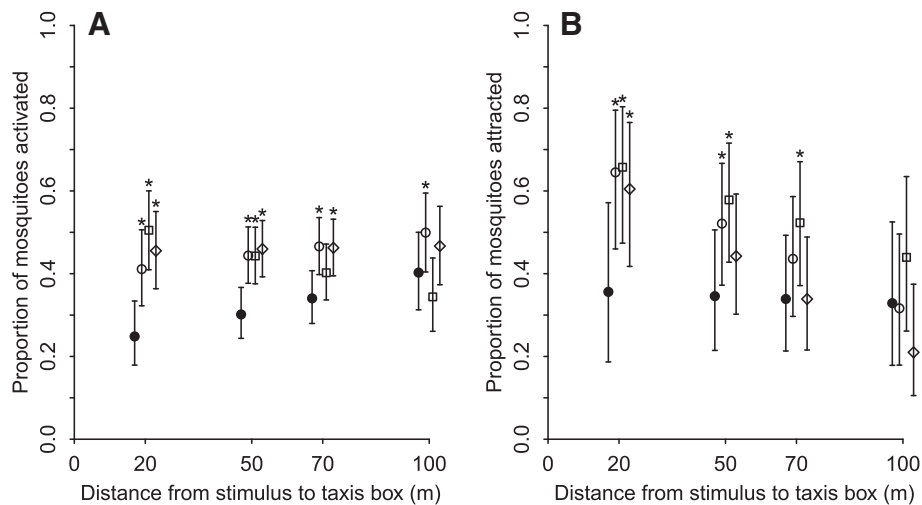 A
Proportion of mosquitoes activated
1.0
0.8
0.6
0.4
0.2
0.0
* * *
* * *
* *
*
0 20 50 70 100
Distance from stimulus to taxis box (m)
B
Proportion of mosquitoes attracted
1.0
0.8
0.6
0.4
0.2
0.0
* * *
* *
*
0 20 50 70 100
Distance from stimulus to taxis box (m)